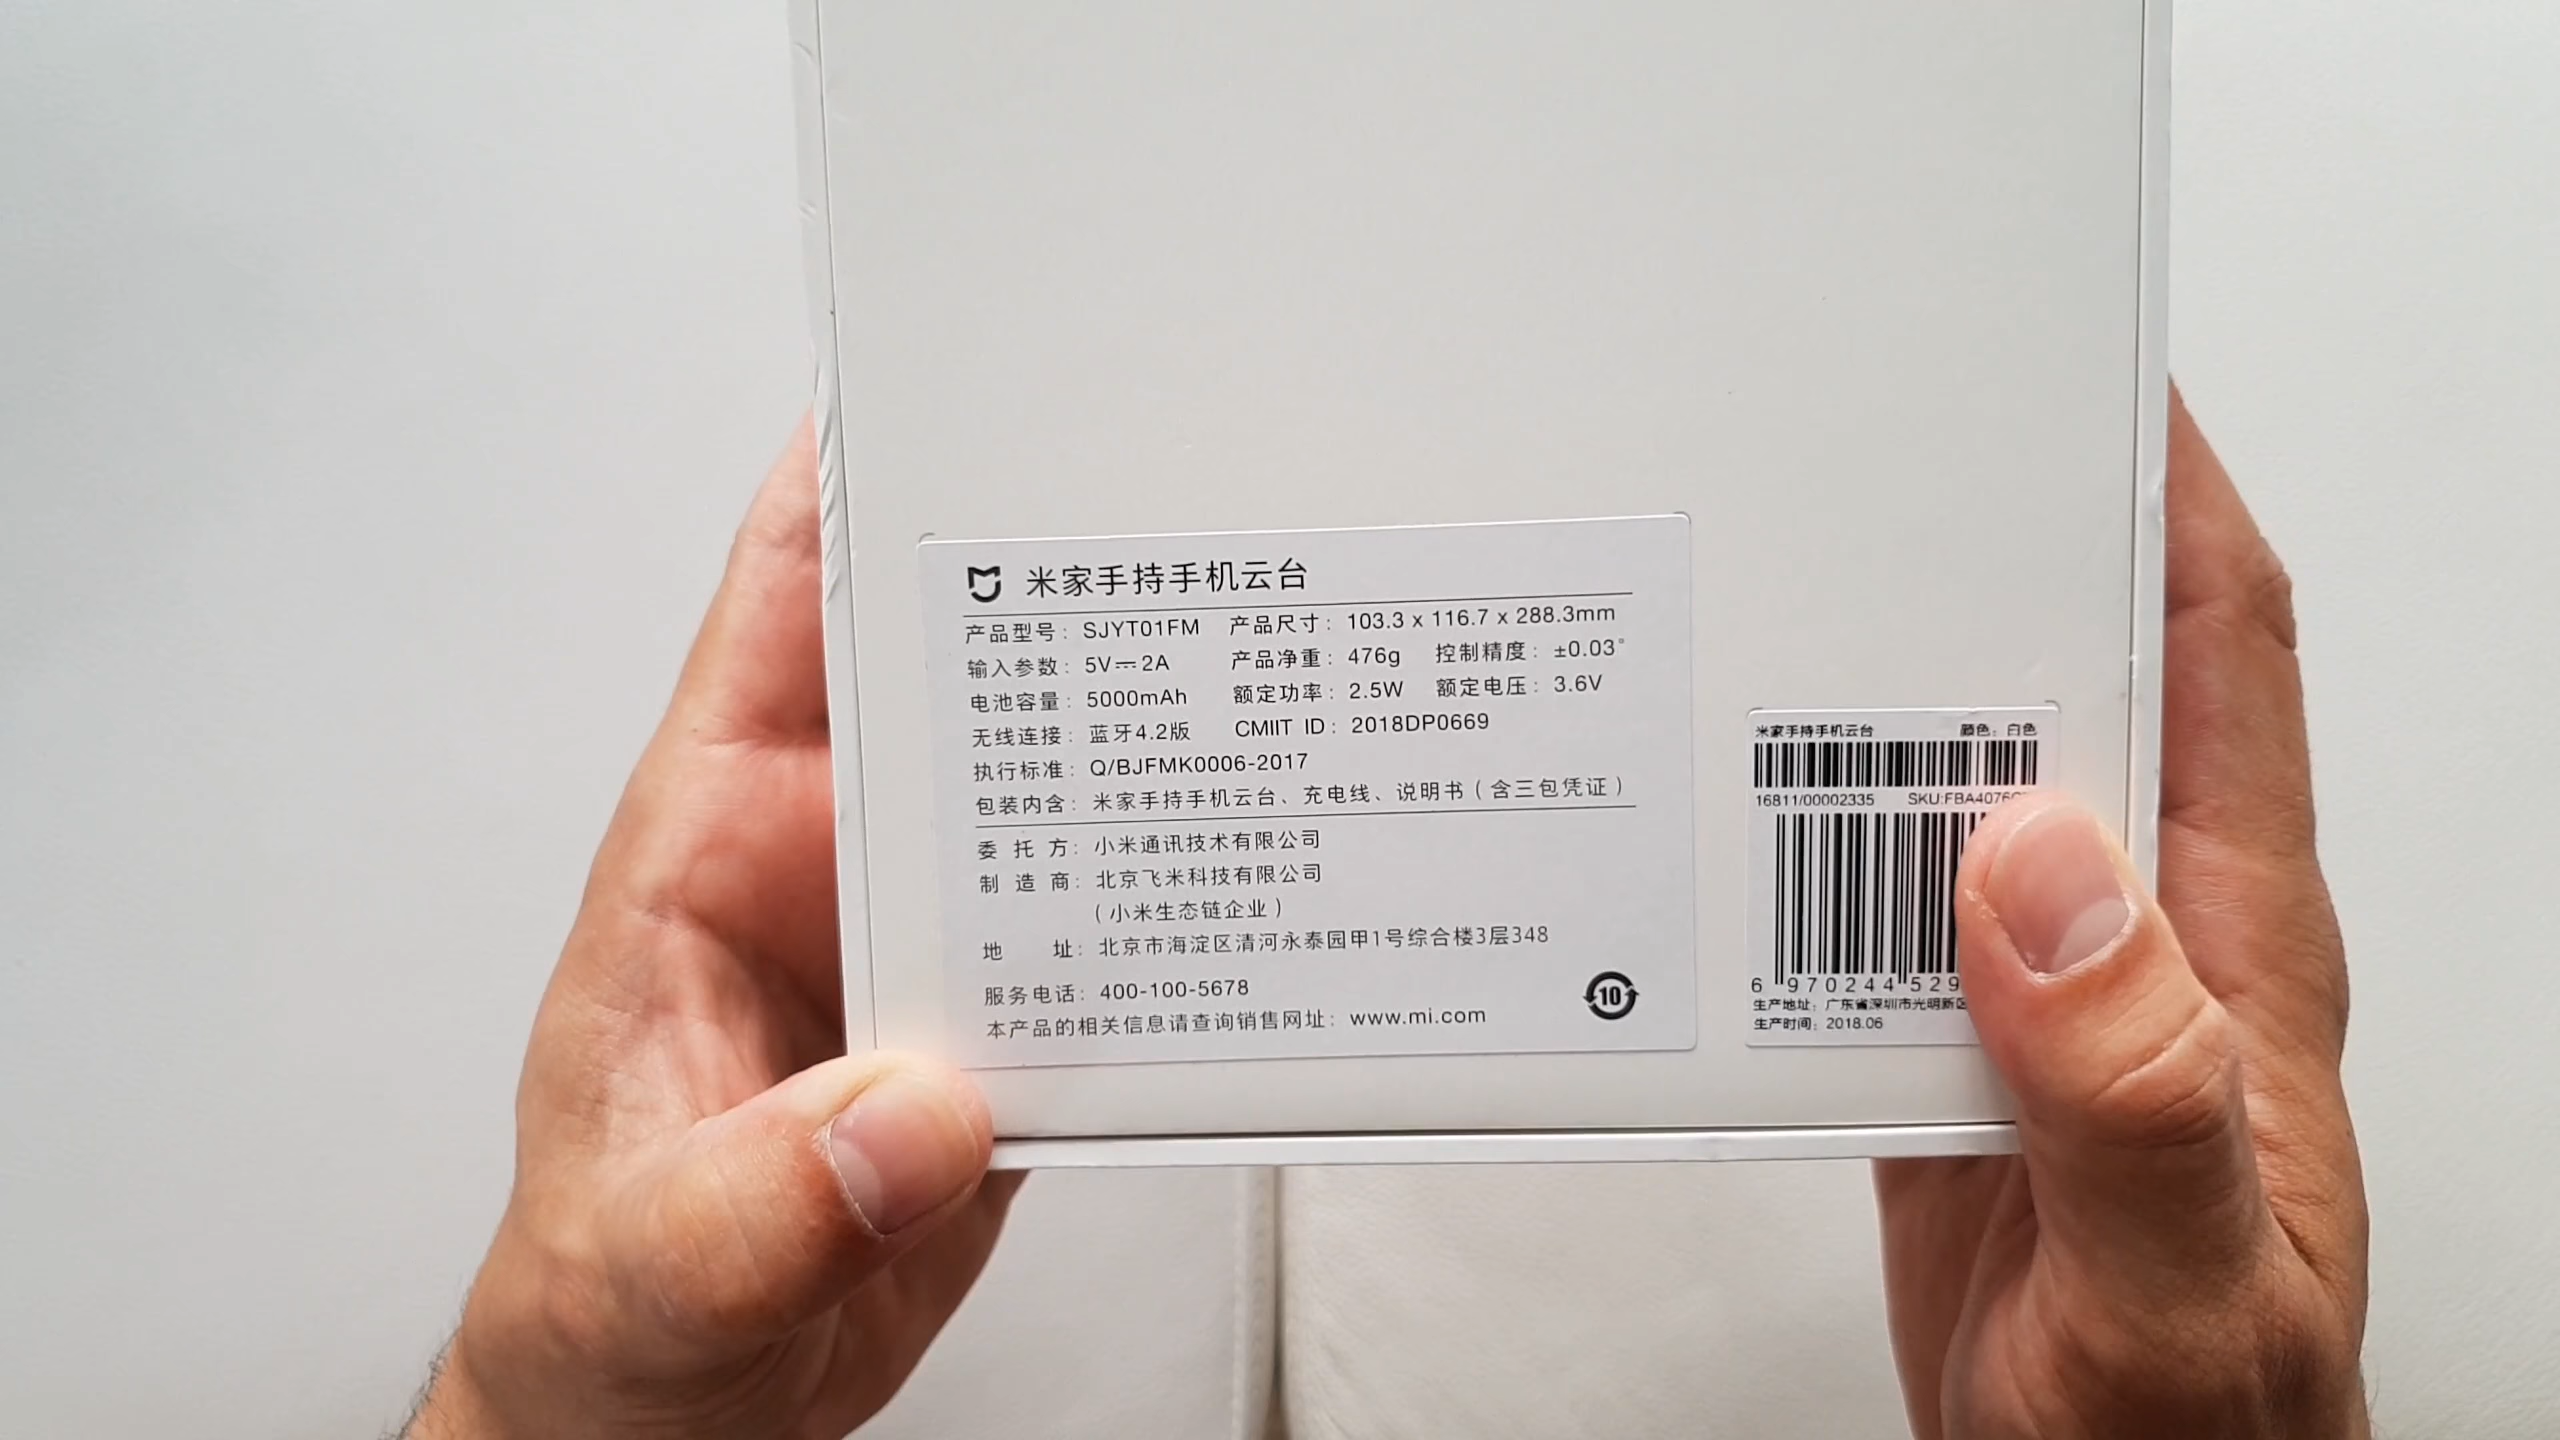 米家手持手机云台
产品型号：SJYT01FM 产品尺寸：103.3 x 116.7 x 288.3mm
输入参数：5V⎓2A 产品净重：476g 控制精度：±0.03°
电池容量：5000mAh 额定功率：2.5W 额定电压：3.6V
无线连接：蓝牙4.2版 CMIIT ID：2018DP0669
执行标准：Q/BJFMK0006-2017
包装内含：米家手持手机云台、充电线、说明书（含三包凭证）
委托方：小米通讯技术有限公司
制造商：北京飞米科技有限公司
（小米生态链企业）
地址：北京市海淀区清河永泰园甲1号综合楼3层348
服务电话：400-100-5678
本产品的相关信息请查询销售网址：www.mi.com
10
米家手持手机云台 颜色：白色
16811/00002335 SKU:FBA4076
6 970244 529
生产地址：广东省深圳市光明新区
生产时间：2018.06